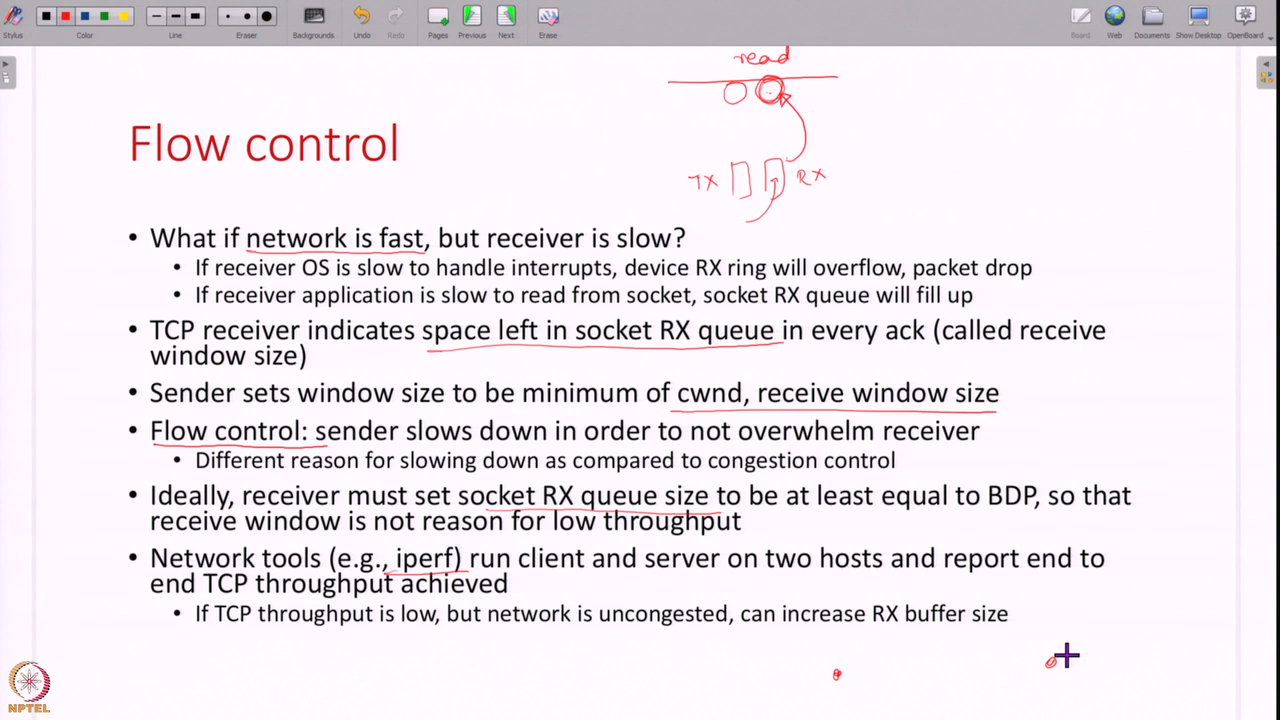 Stylus
Color
Line
Eraser
Backgrounds
Undo
Redo
Pages
Previous
Next
Erase
Board
Web
Documents
Show Desktop
OpenBoard
read
TX
RX
Flow control
• What if network is fast, but receiver is slow?
• If receiver OS is slow to handle interrupts, device RX ring will overflow, packet drop
• If receiver application is slow to read from socket, socket RX queue will fill up
• TCP receiver indicates space left in socket RX queue in every ack (called receive
window size)
• Sender sets window size to be minimum of cwnd, receive window size
• Flow control: sender slows down in order to not overwhelm receiver
• Different reason for slowing down as compared to congestion control
• Ideally, receiver must set socket RX queue size to be at least equal to BDP, so that
receive window is not reason for low throughput
• Network tools (e.g., iperf) run client and server on two hosts and report end to
end TCP throughput achieved
• If TCP throughput is low, but network is uncongested, can increase RX buffer size
NPTEL